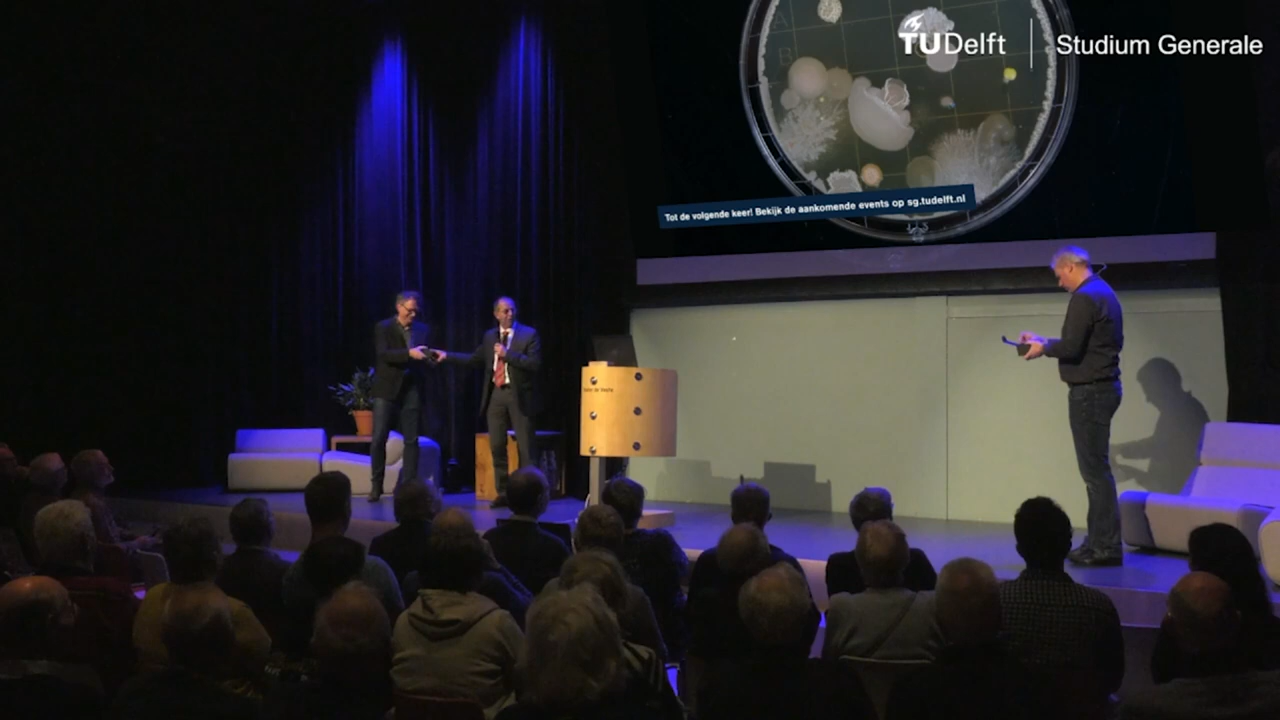 TUDelft
Studium Generale
Tot de volgende keer! Bekijk de aankomende events op sg.tudelft.nl